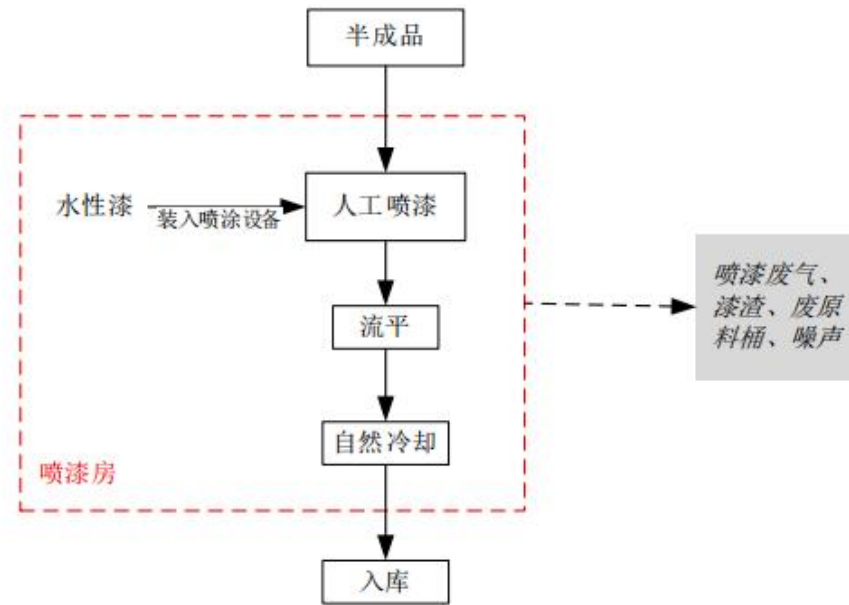 半成品
水性漆
装入喷涂设备
人工喷漆
流平
喷漆废气、
漆渣、废原
料桶、噪声
自然冷却
喷漆房
入库